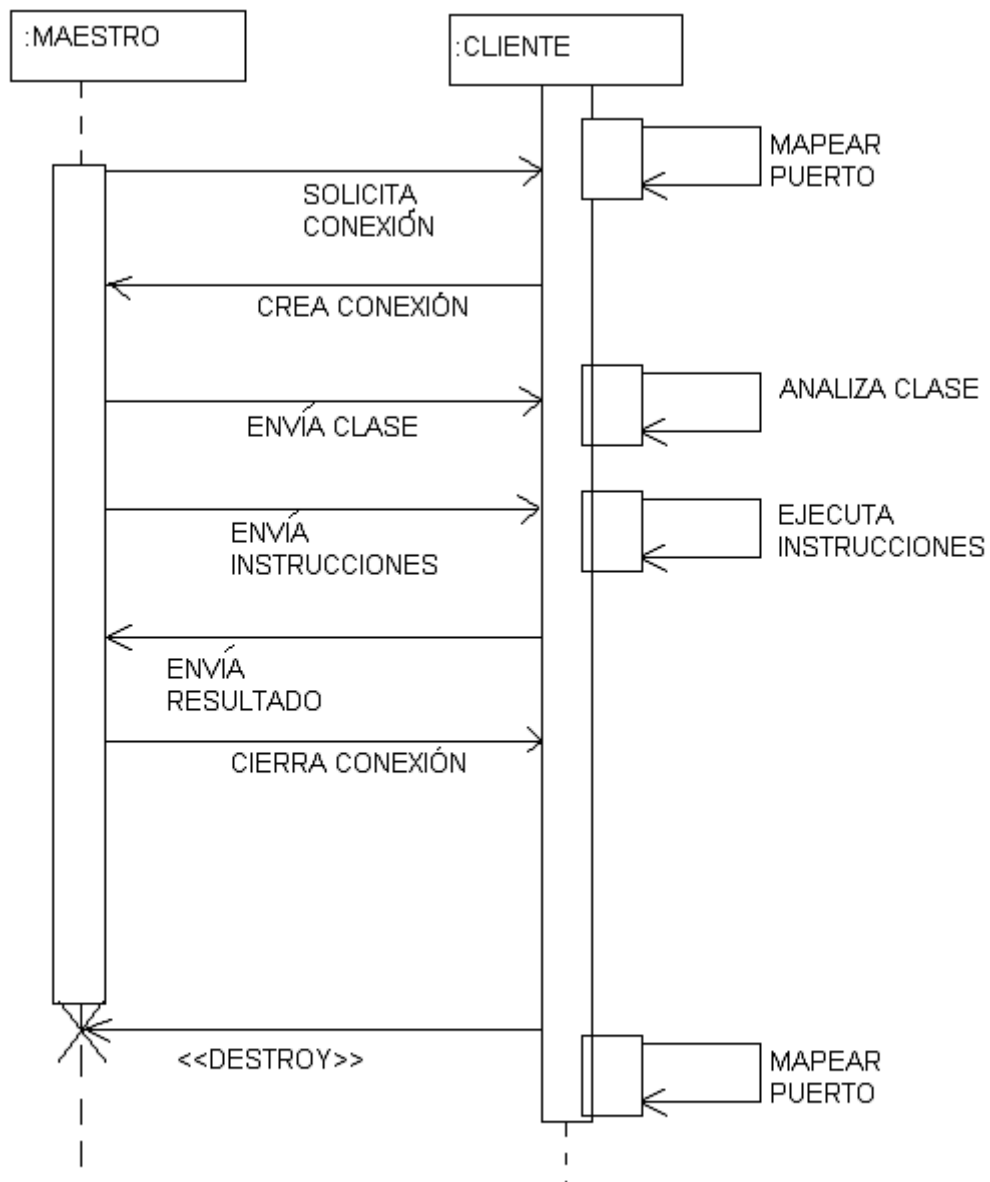 :MAESTRO
:CLIENTE
MAPEAR
PUERTO
SOLICITA
CONEXIÓN
CREA CONEXIÓN
ANALIZA CLASE
ENVÍA CLASE
EJECUTA
INSTRUCCIONES
ENVÍA
INSTRUCCIONES
ENVÍA
RESULTADO
CIERRA CONEXIÓN
<<DESTROY>>
MAPEAR
PUERTO